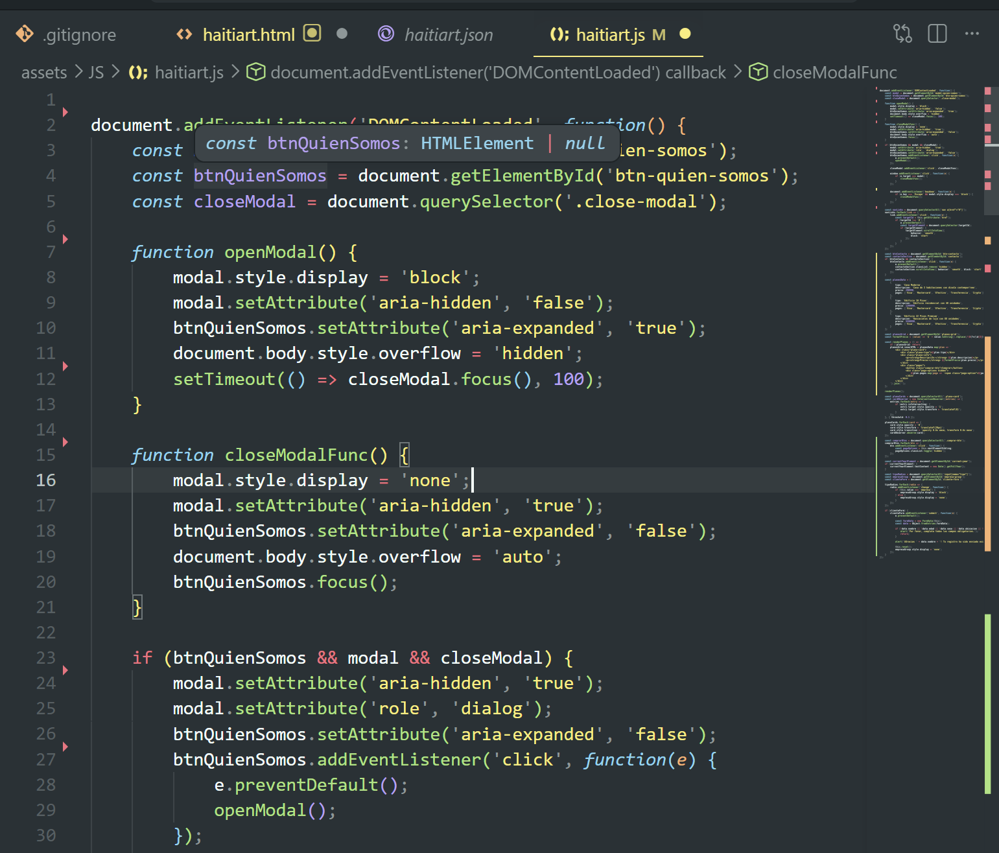 .gitignore haitiart.html haitiart.json haitiart.js M
assets > JS > haitiart.js > document.addEventListener('DOMContentLoaded') callback > closeModalFunc
1
2 document.addEventListener('DOMContentLoaded', function() {
const btnQuienSomos: HTMLElement | null
3 const ien-somos');
4 const btnQuienSomos = document.getElementById('btn-quien-somos');
5 const closeModal = document.querySelector('.close-modal');
6
7 function openModal() {
8 modal.style.display = 'block';
9 modal.setAttribute('aria-hidden', 'false');
10 btnQuienSomos.setAttribute('aria-expanded', 'true');
11 document.body.style.overflow = 'hidden';
12 setTimeout(() => closeModal.focus(), 100);
13 }
14
15 function closeModalFunc() {
16 modal.style.display = 'none';
17 modal.setAttribute('aria-hidden', 'true');
18 btnQuienSomos.setAttribute('aria-expanded', 'false');
19 document.body.style.overflow = 'auto';
20 btnQuienSomos.focus();
21 }
22
23 if (btnQuienSomos && modal && closeModal) {
24 modal.setAttribute('aria-hidden', 'true');
25 modal.setAttribute('role', 'dialog');
26 btnQuienSomos.setAttribute('aria-expanded', 'false');
27 btnQuienSomos.addEventListener('click', function(e) {
28 e.preventDefault();
29 openModal();
30 });